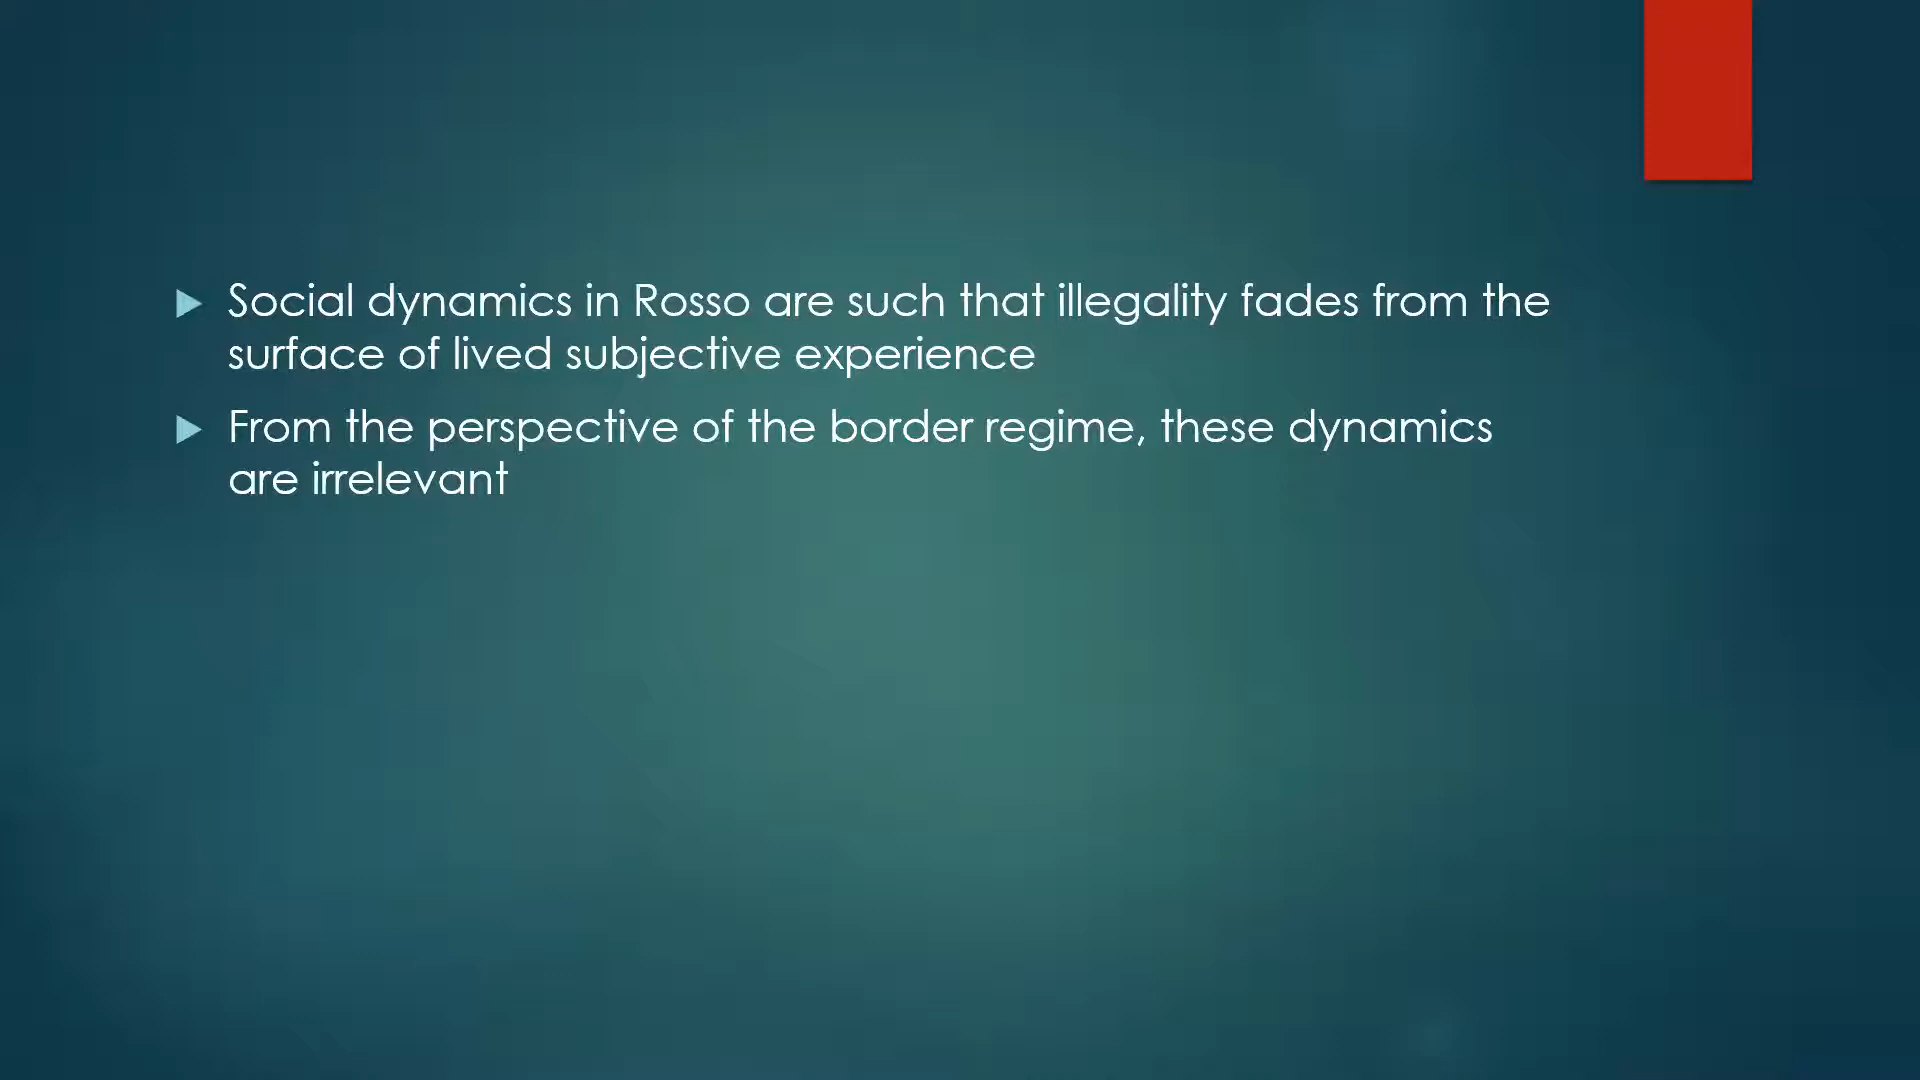 Social dynamics in Rosso are such that illegality fades from the
surface of lived subjective experience
From the perspective of the border regime, these dynamics
are irrelevant